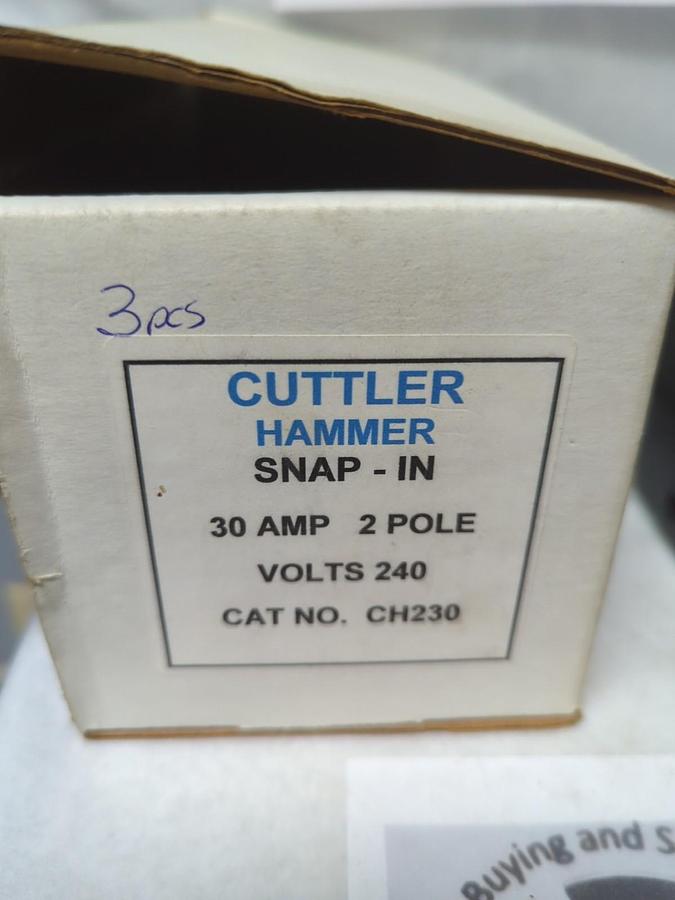 3pcs
CUTTLER
HAMMER
SNAP - IN
30 AMP 2 POLE
VOLTS 240
CAT NO. CH230
Buying and